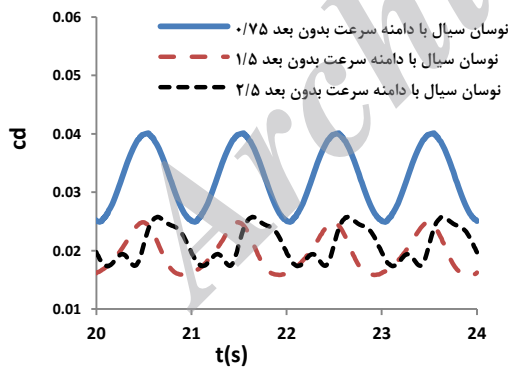 0.06
نوسان سیال با دامنه سرعت بدون بعد ۰/۷۵
0.05
نوسان سیال با دامنه سرعت بدون بعد ۱/۵
نوسان سیال با دامنه سرعت بدون بعد ۲/۵
0.04
cd
0.03
0.02
0.01
20 21 22 23 24
t(s)
Arch